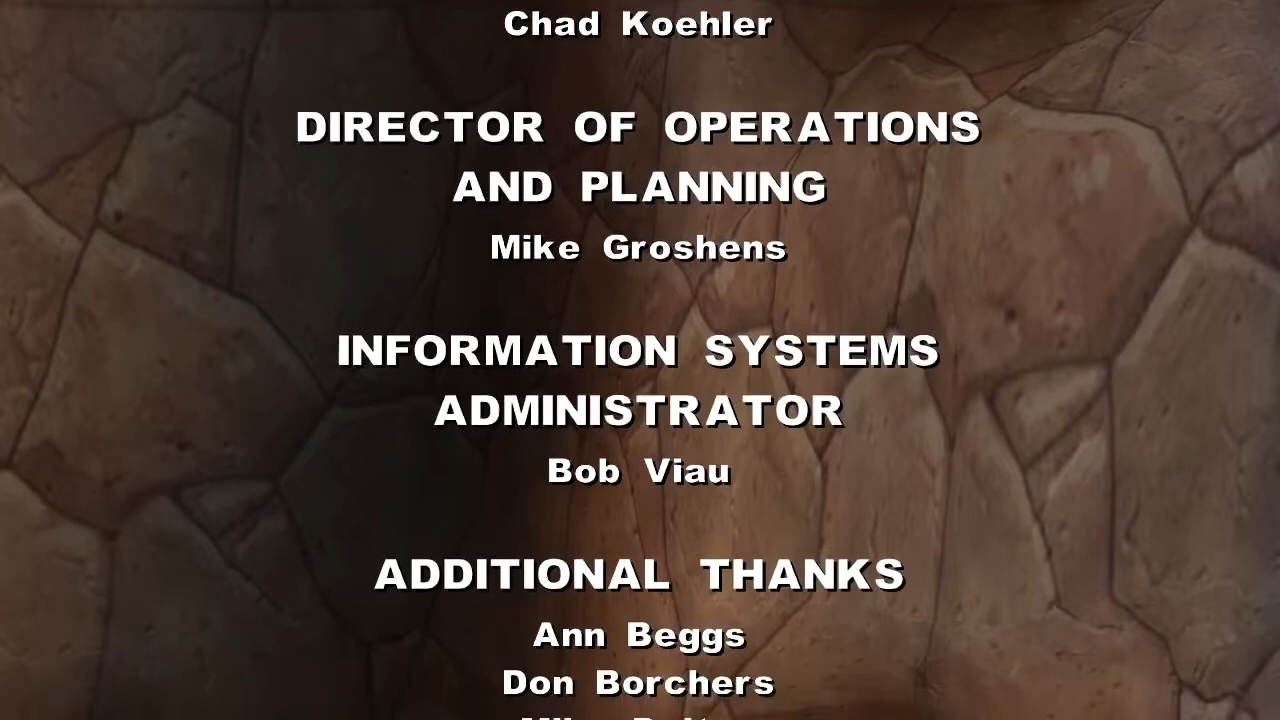 Chad Koehler
DIRECTOR OF OPERATIONS
AND PLANNING
Mike Groshens
INFORMATION SYSTEMS
ADMINISTRATOR
Bob Viau
ADDITIONAL THANKS
Ann Beggs
Don Borchers